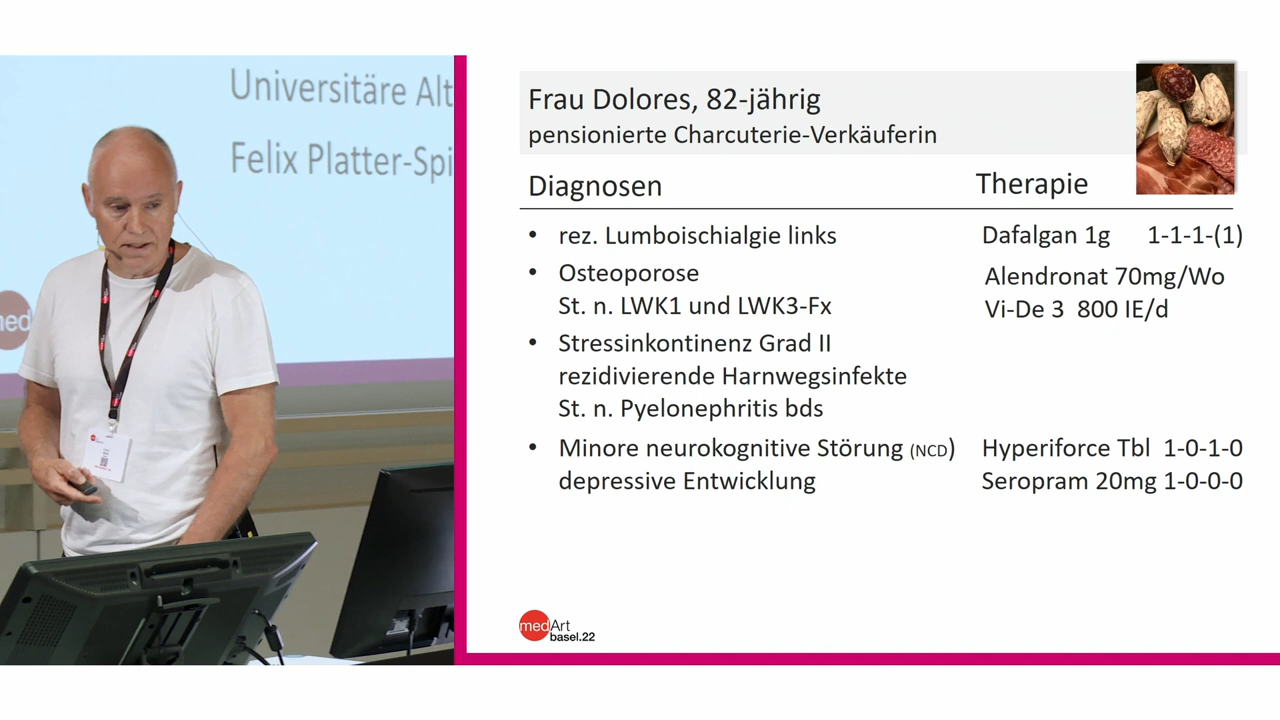 Universitäre Alt
Felix Platter-Spi
med
Frau Dolores, 82-jährig
pensionierte Charcuterie-Verkäuferin
Diagnosen
Therapie
• rez. Lumboischialgie links
Dafalgan 1g 1-1-1-(1)
• Osteoporose
Alendronat 70mg/Wo
St. n. LWK1 und LWK3-Fx
Vi-De 3 800 IE/d
• Stressinkontinenz Grad II
rezidivierende Harnwegsinfekte
St. n. Pyelonephritis bds
• Minore neurokognitive Störung (NCD)
Hyperiforce Tbl 1-0-1-0
depressive Entwicklung
Seropram 20mg 1-0-0-0
medArt
basel.22